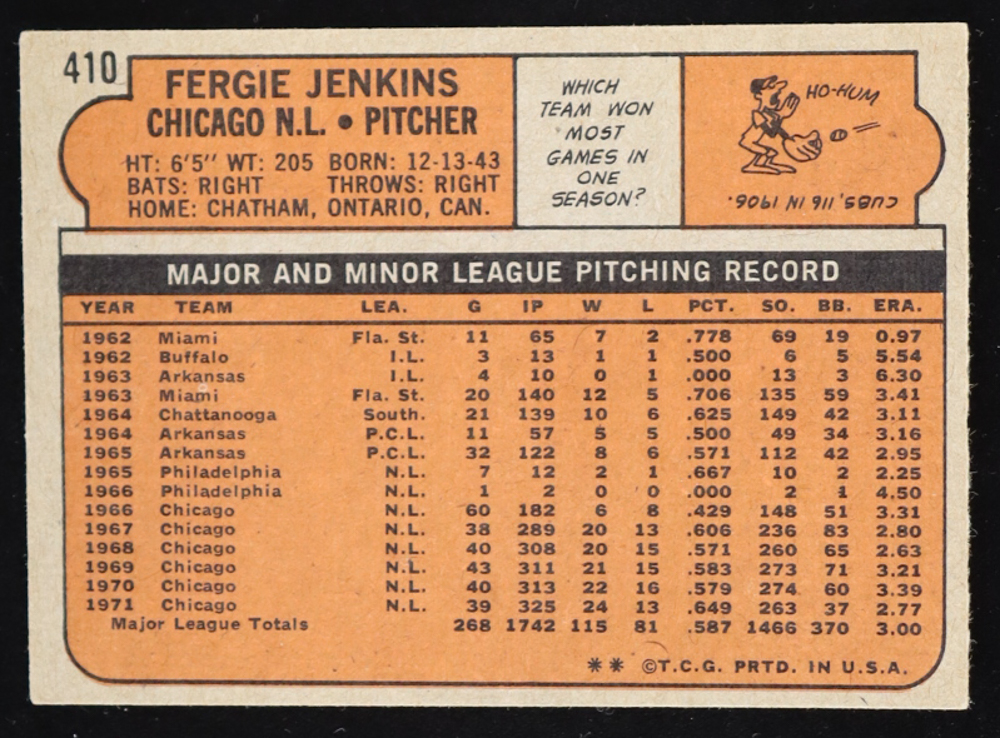 410
FERGIE JENKINS
CHICAGO N.L. • PITCHER
HT: 6'5" WT: 205 BORN: 12-13-43
BATS: RIGHT THROWS: RIGHT
HOME: CHATHAM, ONTARIO, CAN.
WHICH
TEAM WON
MOST
GAMES IN
ONE
SEASON?
HO-HUM
CUBS, 116 IN 1906.
MAJOR AND MINOR LEAGUE PITCHING RECORD
YEAR TEAM LEA. G IP W L PCT. SO. BB. ERA.
1962 Miami Fla. St. 11 65 7 2 .778 69 19 0.97
1962 Buffalo I.L. 3 13 1 1 .500 6 5 5.54
1963 Arkansas I.L. 4 10 0 1 .000 13 3 6.30
1963 Miami Fla. St. 20 140 12 5 .706 135 59 3.41
1964 Chattanooga South. 21 139 10 6 .625 149 42 3.11
1964 Arkansas P.C.L. 11 57 5 5 .500 49 34 3.16
1965 Arkansas P.C.L. 32 122 8 6 .571 112 42 2.95
1965 Philadelphia N.L. 7 12 2 1 .667 10 2 2.25
1966 Philadelphia N.L. 1 2 0 0 .000 2 1 4.50
1966 Chicago N.L. 60 182 6 8 .429 148 51 3.31
1967 Chicago N.L. 38 289 20 13 .606 236 83 2.80
1968 Chicago N.L. 40 308 20 15 .571 260 65 2.63
1969 Chicago N.L. 43 311 21 15 .583 273 71 3.21
1970 Chicago N.L. 40 313 22 16 .579 274 60 3.39
1971 Chicago N.L. 39 325 24 13 .649 263 37 2.77
Major League Totals 268 1742 115 81 .587 1466 370 3.00
** ©T.C.G. PRTD. IN U.S.A.